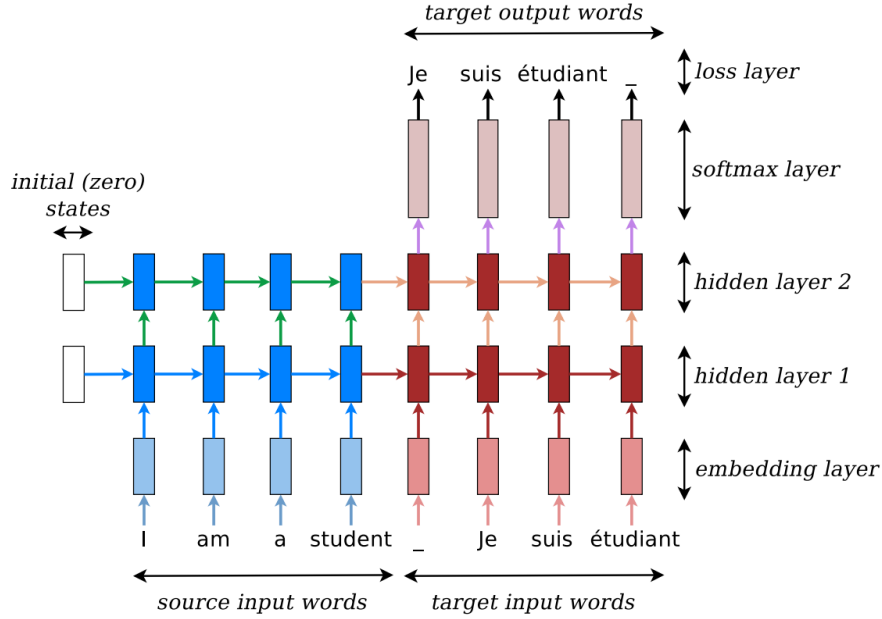 target output words
Je suis étudiant _
loss layer
softmax layer
initial (zero)
states
hidden layer 2
hidden layer 1
embedding layer
I am a student _ Je suis étudiant
source input words
target input words